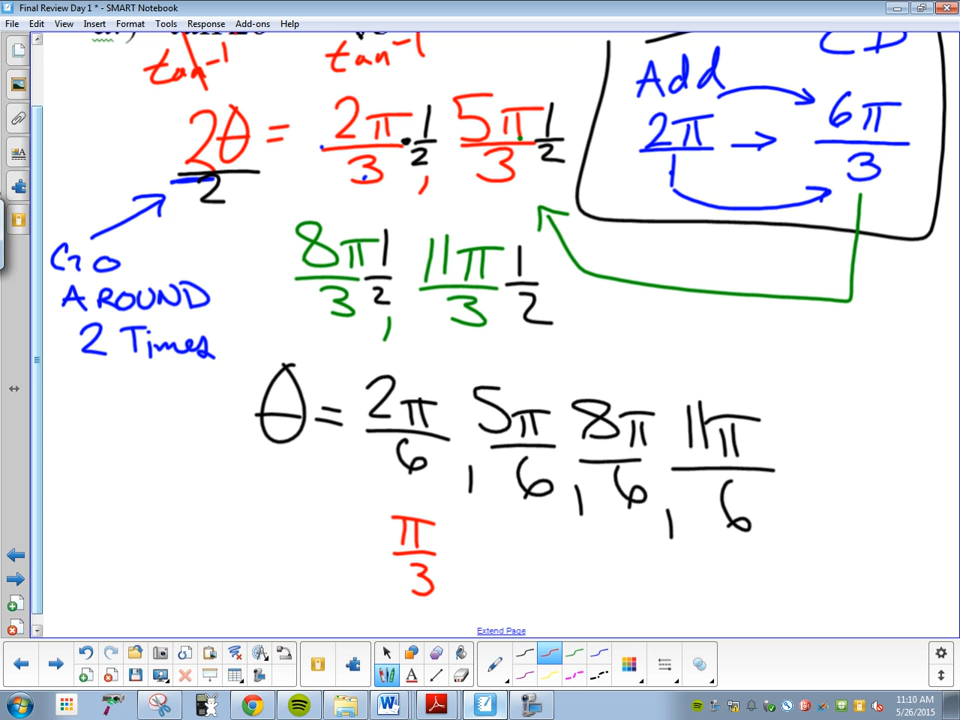 Final Review Day 1 * - SMART Notebook
File Edit View Insert Format Tools Response Add-ons Help
tan⁻¹ tan⁻¹
CD
Add
2θ/2 = 2π/3 · 1/2, 5π/3 1/2
2π/1 → 6π/3
8π/3 1/2, 11π/3 1/2
GO
AROUND
2 Times
θ = 2π/6, 5π/6, 8π/6, 11π/6
π/3
Extend Page
11:10 AM
5/26/2015